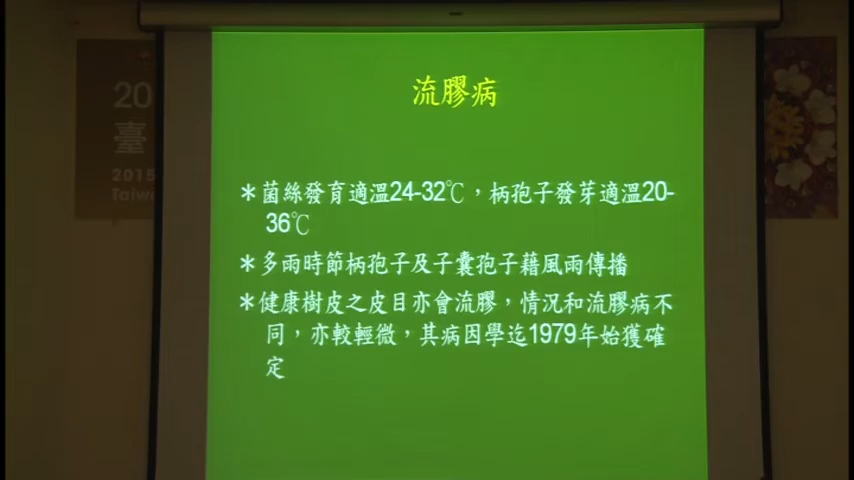 流膠病
＊菌絲發育適溫24-32℃，柄孢子發芽適溫20-
36℃
＊多雨時節柄孢子及子囊孢子藉風雨傳播
＊健康樹皮之皮目亦會流膠，情況和流膠病不
同，亦較輕微，其病因學迄1979年始獲確
定
20
臺
2015
Taiw